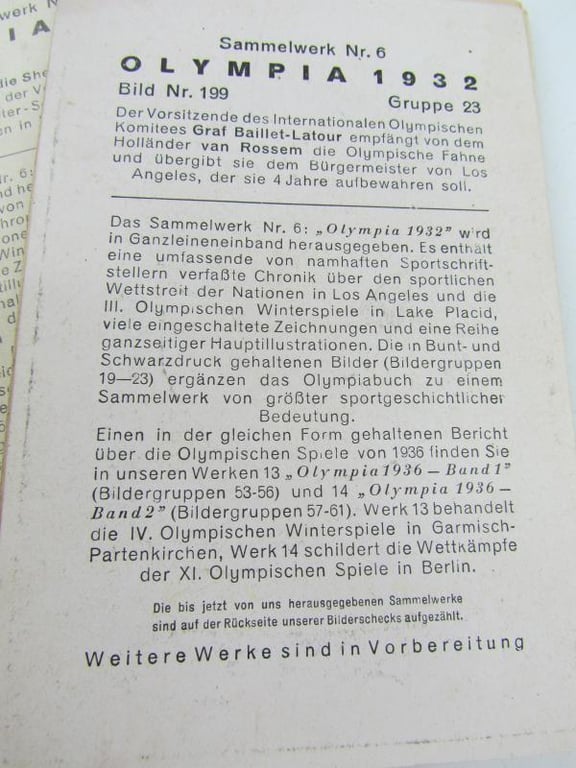 Sammelwerk Nr. 6
OLYMPIA 1932
Bild Nr. 199 Gruppe 23
Der Vorsitzende des Internationalen Olympischen
Komitees Graf Baillet-Latour empfängt von dem
Holländer van Rossem die Olympische Fahne
und übergibt sie dem Bürgermeister von Los
Angeles, der sie 4 Jahre aufbewahren soll.
Das Sammelwerk Nr. 6: „Olympia 1932” wird
in Ganzleineneinband herausgegeben. Es enthält
eine umfassende von namhaften Sportschrift-
stellern verfaßte Chronik über den sportlichen
Wettstreit der Nationen in Los Angeles und die
III. Olympischen Winterspiele in Lake Placid,
viele eingeschaltete Zeichnungen und eine Reihe
ganzseitiger Hauptillustrationen. Die in Bunt- und
Schwarzdruck gehaltenen Bilder (Bildergruppen
19—23) ergänzen das Olympiabuch zu einem
Sammelwerk von größter sportgeschichtlicher
Bedeutung.
Einen in der gleichen Form gehaltenen Bericht
über die Olympischen Spiele von 1936 finden Sie
in unseren Werken 13 „Olympia 1936 – Band 1”
(Bildergruppen 53-56) und 14 „Olympia 1936 –
Band 2” (Bildergruppen 57-61). Werk 13 behandelt
die IV. Olympischen Winterspiele in Garmisch-
Partenkirchen, Werk 14 schildert die Wettkämpfe
der XI. Olympischen Spiele in Berlin.
Die bis jetzt von uns herausgegebenen Sammelwerke
sind auf der Rückseite unserer Bilderschecks aufgezählt.
Weitere Werke sind in Vorbereitung